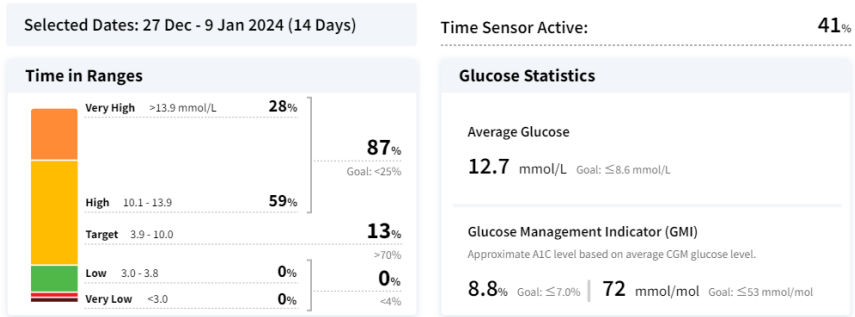 Selected Dates: 27 Dec - 9 Jan 2024 (14 Days)
Time Sensor Active: 41%
Time in Ranges
Very High >13.9 mmol/L 28%
87%
Goal: <25%
High 10.1 - 13.9 59%
Target 3.9 - 10.0 13%
>70%
Low 3.0 - 3.8 0%
0%
Very Low <3.0 0%
<4%
Glucose Statistics
Average Glucose
12.7 mmol/L Goal: ≤8.6 mmol/L
Glucose Management Indicator (GMI)
Approximate A1C level based on average CGM glucose level.
8.8% Goal: ≤7.0% | 72 mmol/mol Goal: ≤53 mmol/mol